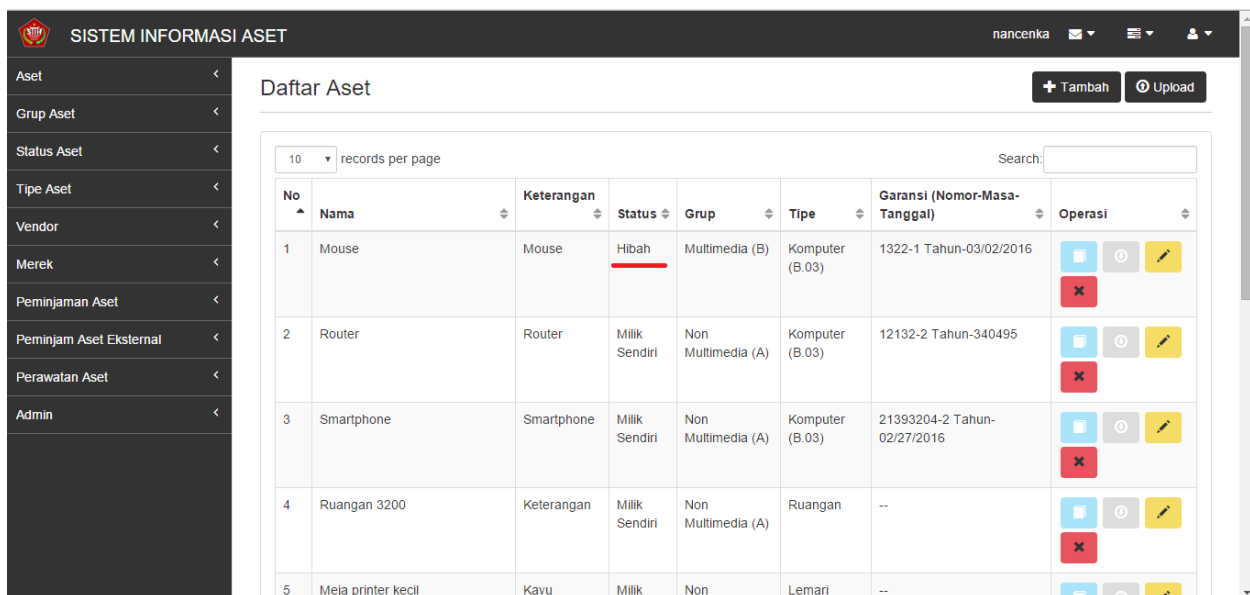 SISTEM INFORMASI ASET
nancenka
Aset
Grup Aset
Status Aset
Tipe Aset
Vendor
Merek
Peminjaman Aset
Peminjam Aset Eksternal
Perawatan Aset
Admin
Daftar Aset
Tambah
Upload
10 records per page
Search:
No Nama Keterangan Status Grup Tipe Garansi (Nomor-Masa-
Tanggal) Operasi
1 Mouse Mouse Hibah Multimedia (B) Komputer 1322-1 Tahun-03/02/2016
(B.03)
2 Router Router Milik Non Komputer 12132-2 Tahun-340495
Sendiri Multimedia (A) (B.03)
3 Smartphone Smartphone Milik Non Komputer 21393204-2 Tahun-
Sendiri Multimedia (A) (B.03) 02/27/2016
4 Ruangan 3200 Keterangan Milik Non Ruangan --
Sendiri Multimedia (A)
5 Meja printer kecil Kayu Milik Non Lemari --